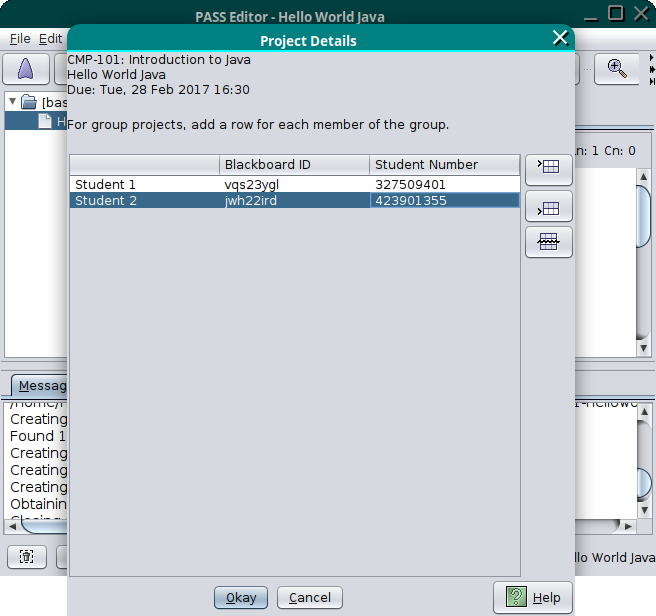 PASS Editor - Hello World Java
File Edit
Project Details
CMP-101: Introduction to Java
Hello World Java
Due: Tue, 28 Feb 2017 16:30
[bas
H
For group projects, add a row for each member of the group.
Ln: 1 Cn: 0
Blackboard ID Student Number
Student 1 vqs23ygl 327509401
Student 2 jwh22ird 423901355
Messag
Creating
Found 1
Creating
Creating
Creating
Obtainin
llo World Java
Okay Cancel Help